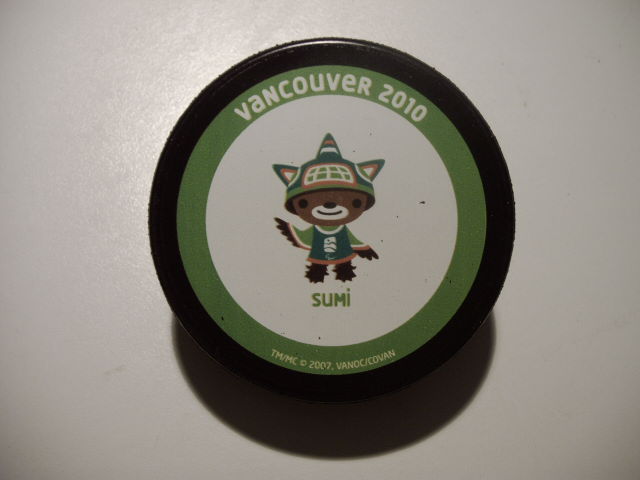 VANCOUVER 2010
SUMI
TM/MC © 2007, VANOC/COVAN